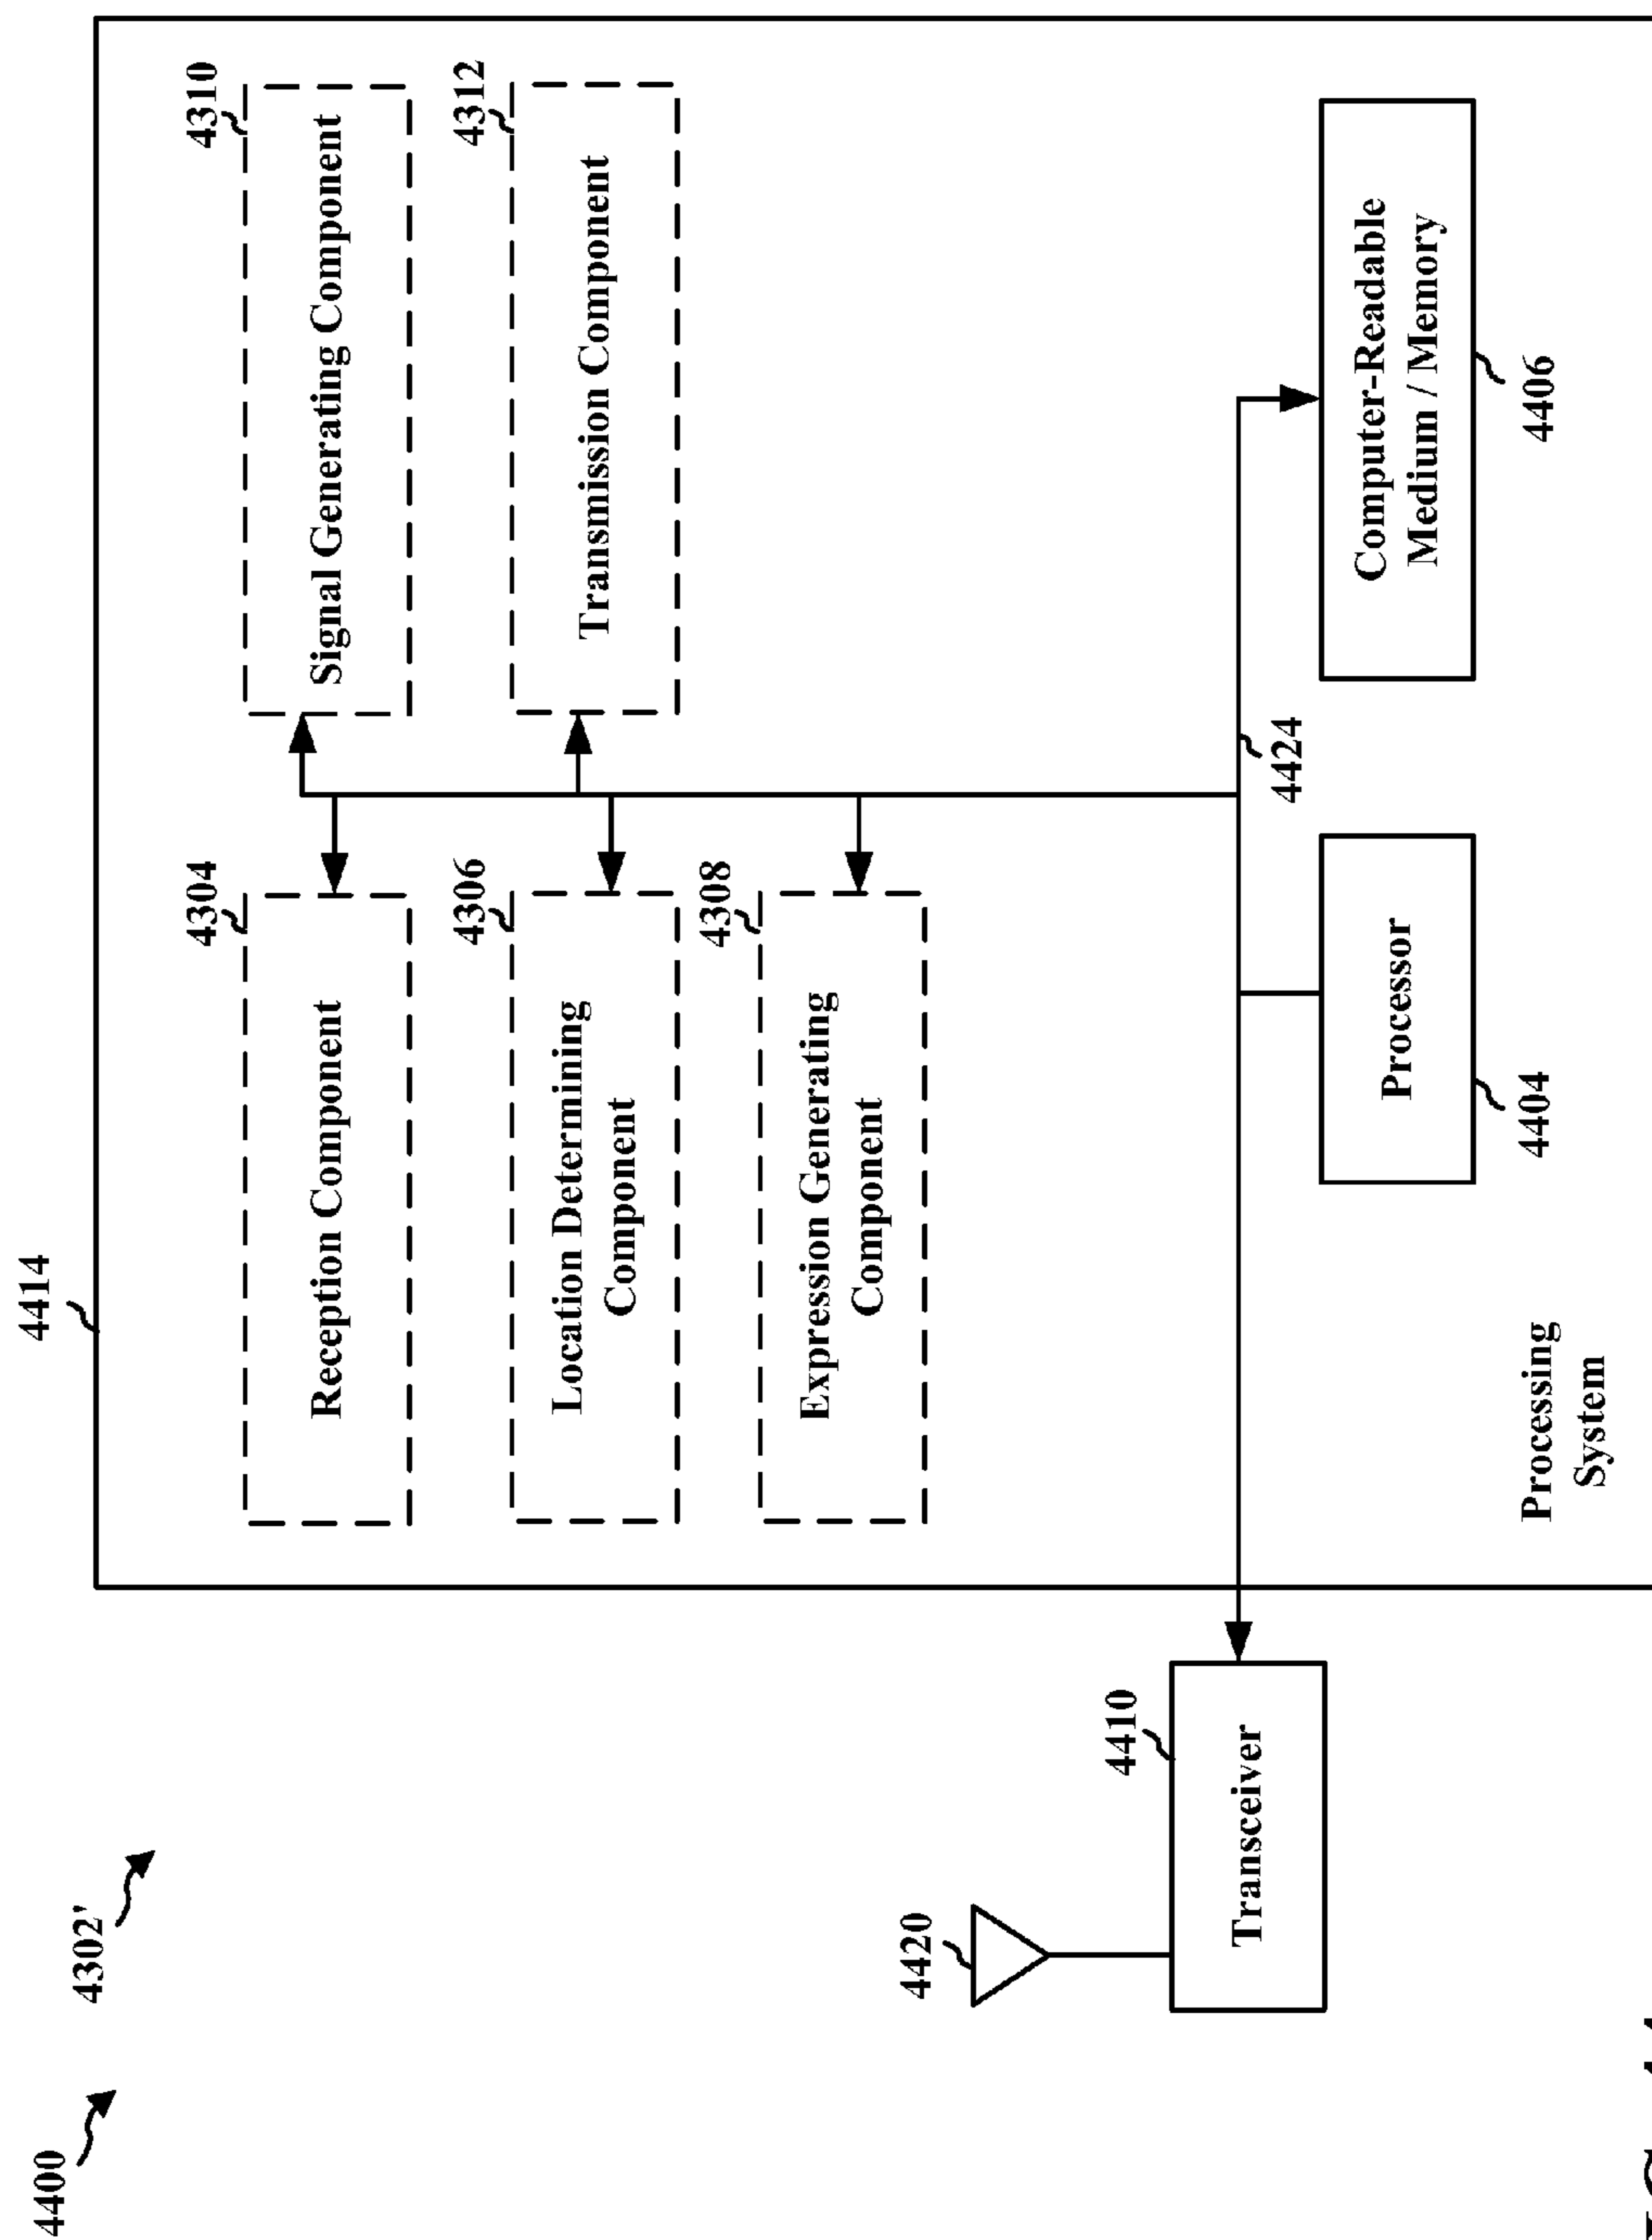 4400
4302'
4414
4304
Reception Component
4310
Signal Generating Component
4306
Location Determining
Component
4312
Transmission Component
4308
Expression Generating
Component
4420
4410
Transceiver
4424
Processor
4404
Computer-Readable
Medium / Memory
4406
Processing
System